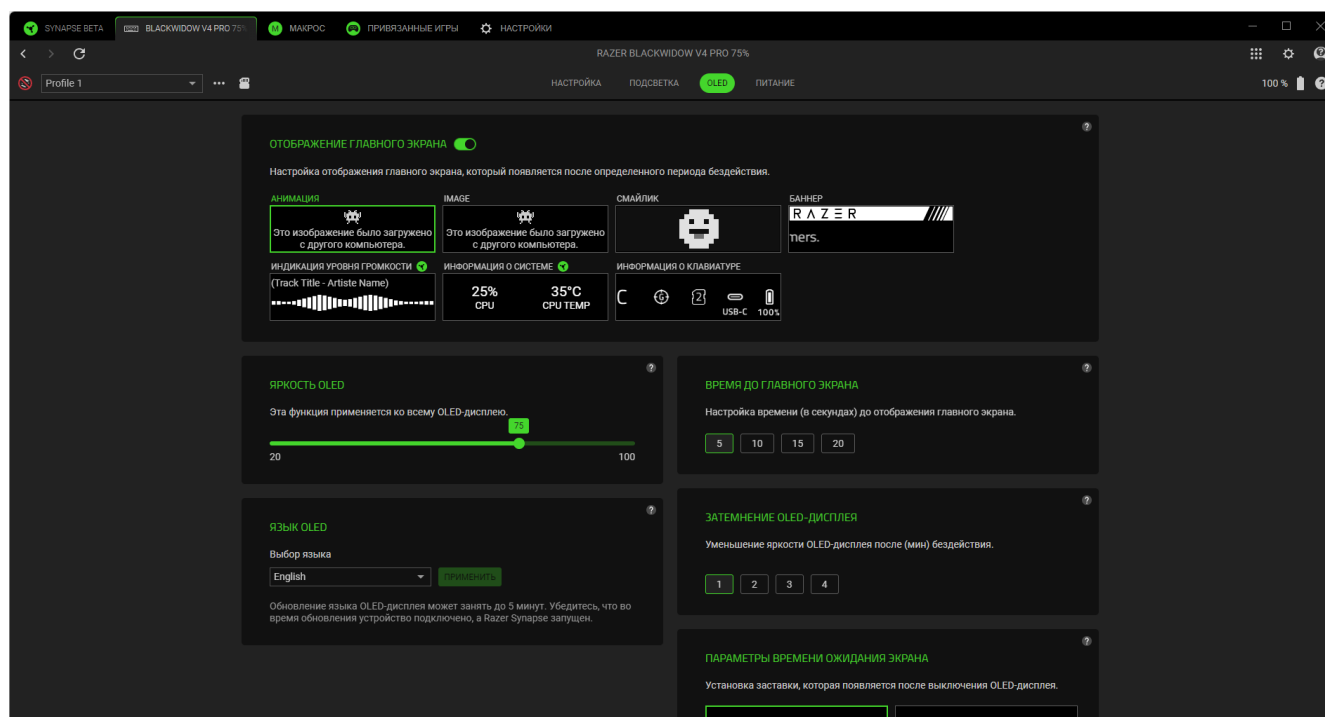 SYNAPSE BETA
BLACKWIDOW V4 PRO 75%
МАКРОС
ПРИВЯЗАННЫЕ ИГРЫ
НАСТРОЙКИ
RAZER BLACKWIDOW V4 PRO 75%
Profile 1
НАСТРОЙКА
ПОДСВЕТКА
OLED
ПИТАНИЕ
100 %
ОТОБРАЖЕНИЕ ГЛАВНОГО ЭКРАНА
Настройка отображения главного экрана, который появляется после определенного периода бездействия.
АНИМАЦИЯ
IMAGE
СМАЙЛИК
БАННЕР
Это изображение было загружено
с другого компьютера.
Это изображение было загружено
с другого компьютера.
RAZER
mers.
ИНДИКАЦИЯ УРОВНЯ ГРОМКОСТИ
ИНФОРМАЦИЯ О СИСТЕМЕ
ИНФОРМАЦИЯ О КЛАВИАТУРЕ
(Track Title - Artiste Name)
25%
CPU
35°C
CPU TEMP
C
G
2
USB-C
100%
ЯРКОСТЬ OLED
Эта функция применяется ко всему OLED-дисплею.
75
20
100
ВРЕМЯ ДО ГЛАВНОГО ЭКРАНА
Настройка времени (в секундах) до отображения главного экрана.
5
10
15
20
ЯЗЫК OLED
Выбор языка
English
ПРИМЕНИТЬ
Обновление языка OLED-дисплея может занять до 5 минут. Убедитесь, что во
время обновления устройство подключено, а Razer Synapse запущен.
ЗАТЕМНЕНИЕ OLED-ДИСПЛЕЯ
Уменьшение яркости OLED-дисплея после (мин) бездействия.
1
2
3
4
ПАРАМЕТРЫ ВРЕМЕНИ ОЖИДАНИЯ ЭКРАНА
Установка заставки, которая появляется после выключения OLED-дисплея.